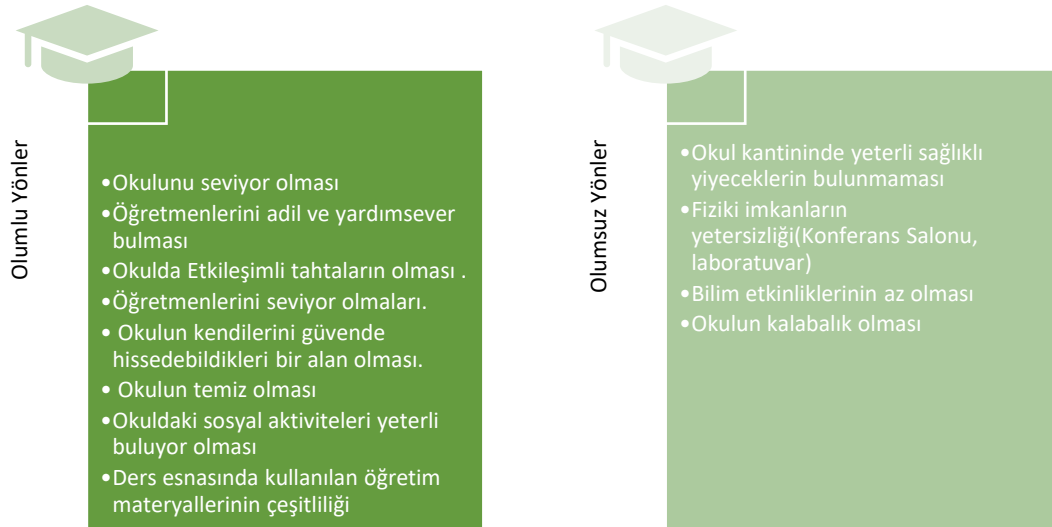 Olumlu Yönler
•Okulunu seviyor olması
•Öğretmenlerini adil ve yardımsever
bulması
•Okulda Etkileşimli tahtaların olması .
•Öğretmenlerini seviyor olmaları.
• Okulun kendilerini güvende
hissedebildikleri bir alan olması.
• Okulun temiz olması
•Okuldaki sosyal aktiviteleri yeterli
buluyor olması
•Ders esnasında kullanılan öğretim
materyallerinin çeşitliliği
Olumsuz Yönler
•Okul kantininde yeterli sağlıklı
yiyeceklerin bulunmaması
•Fiziki imkanların
yetersizliği(Konferans Salonu,
laboratuvar)
•Bilim etkinliklerinin az olması
•Okulun kalabalık olması